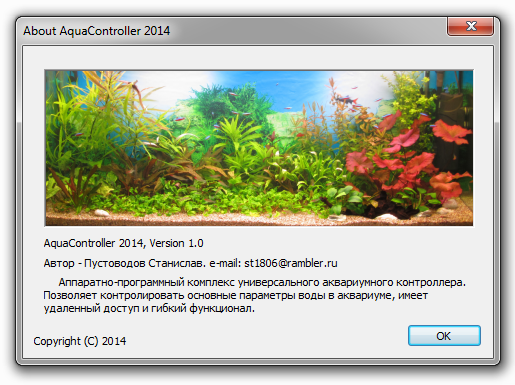 About AquaController 2014
AquaController 2014, Version 1.0
Автор - Пустоводов Станислав. e-mail: st1806@rambler.ru
Аппаратно-программный комплекс универсального аквариумного контроллера.
Позволяет контролировать основные параметры воды в аквариуме, имеет
удаленный доступ и гибкий функционал.
OK
Copyright (C) 2014